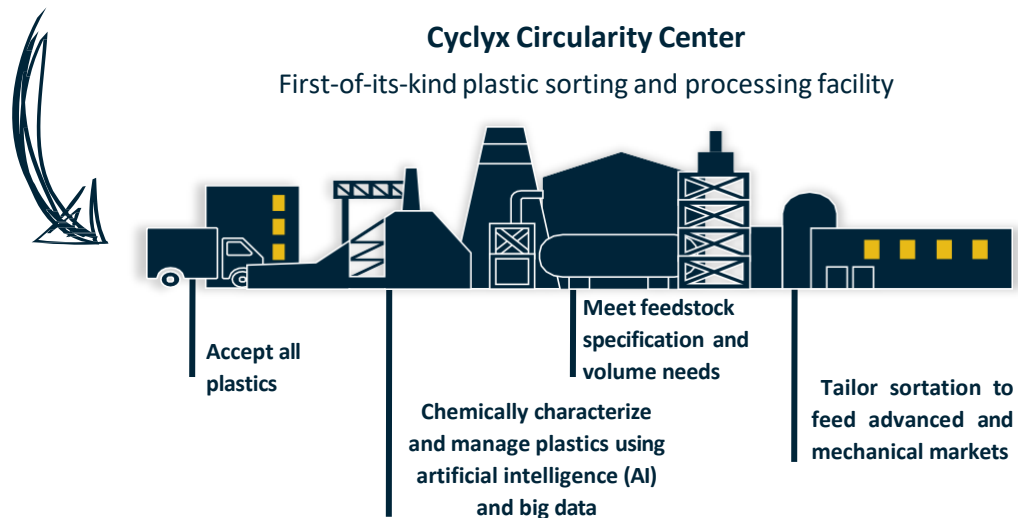 Cyclyx Circularity Center
First-of-its-kind plastic sorting and processing facility
Accept all
plastics
Chemically characterize
and manage plastics using
artificial intelligence (AI)
and big data
Meet feedstock
specification and
volume needs
Tailor sortation to
feed advanced and
mechanical markets